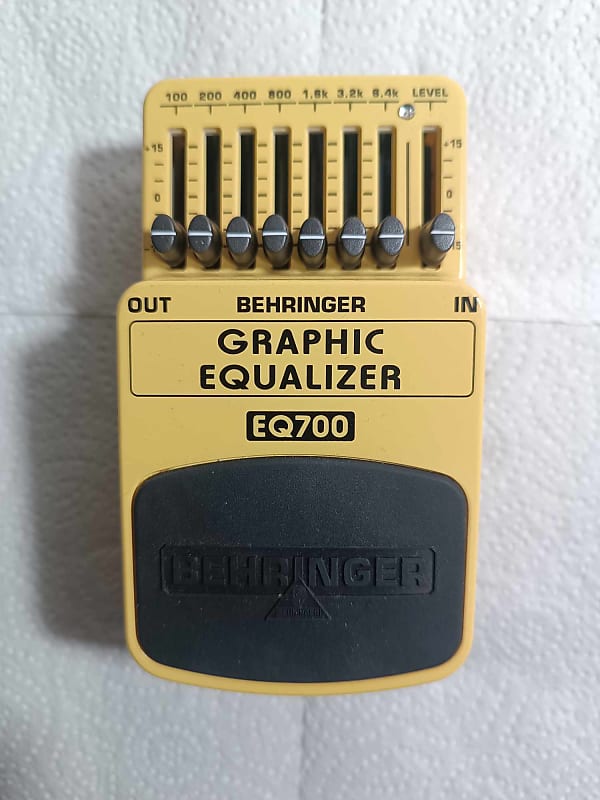 100 200 400 800 1.6k 3.2k 6.4k LEVEL
+15 +15
0 0
15
OUT BEHRINGER IN
GRAPHIC
EQUALIZER
EQ700
BEHRINGER